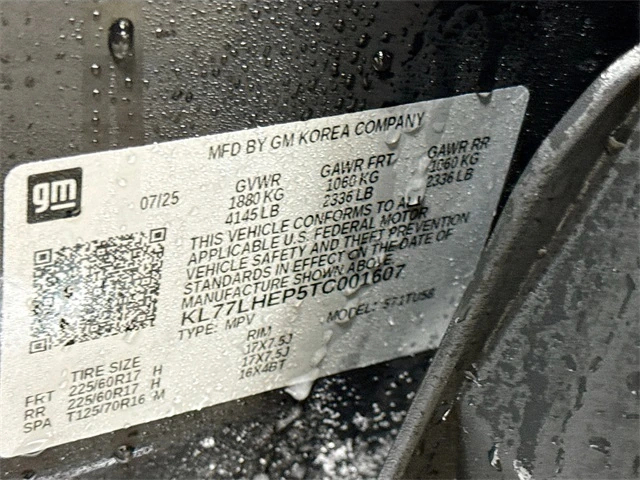 MFD BY GM KOREA COMPANY
gm
07/25
GVWR GAWR FRT GAWR RR
1880 KG 1060 KG 1060 KG
4145 LB 2336 LB 2336 LB
THIS VEHICLE CONFORMS TO ALL
APPLICABLE U.S. FEDERAL MOTOR
VEHICLE SAFETY AND THEFT PREVENTION
STANDARDS IN EFFECT ON THE DATE OF
MANUFACTURE SHOWN ABOVE.
KL77LHEP5TC001607
TYPE: MPV MODEL:
TIRE SIZE RIM
FRT 225/60R17 H 17X7.5J
RR 225/60R17 H 17X7.5J
SPA T125/70R16 M 16X4BT